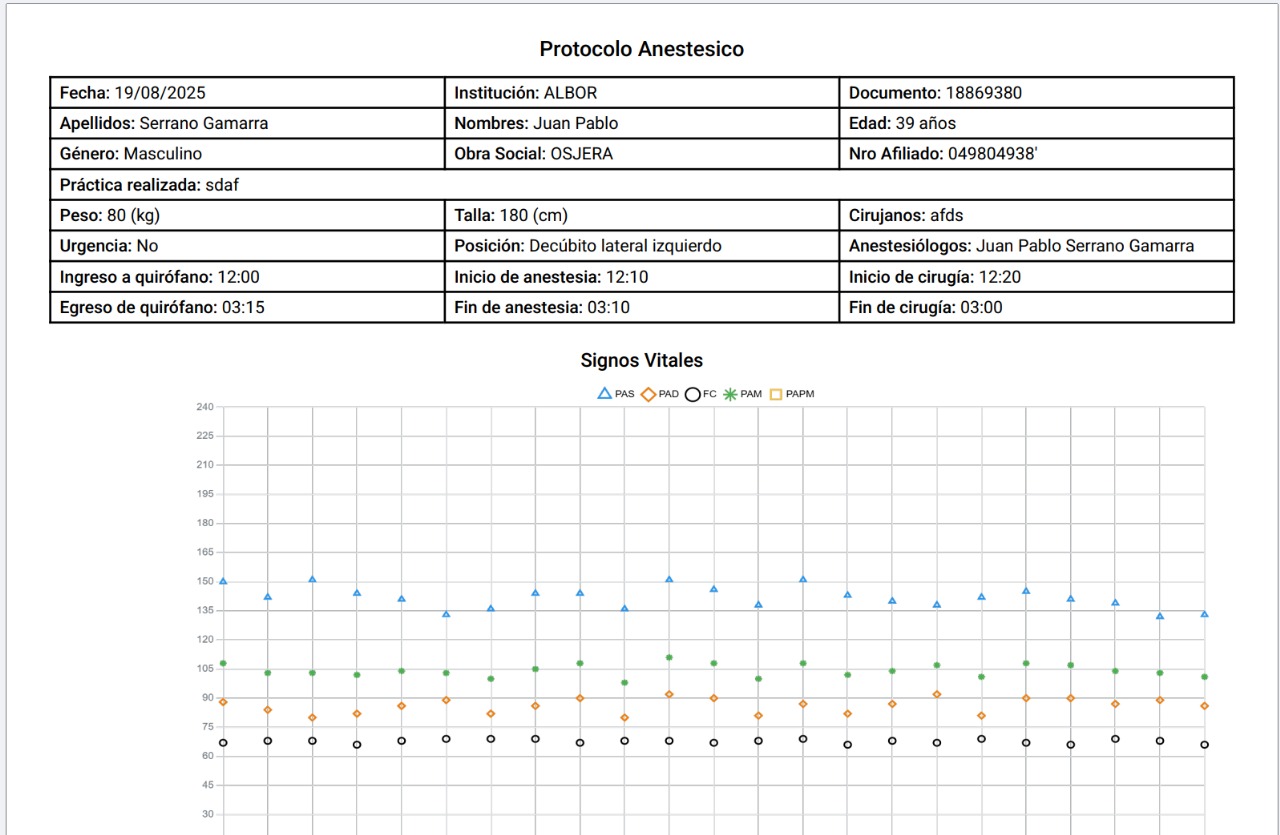 Protocolo Anestesico
Fecha: 19/08/2025 Institución: ALBOR Documento: 18869380
Apellidos: Serrano Gamarra Nombres: Juan Pablo Edad: 39 años
Género: Masculino Obra Social: OSJERA Nro Afiliado: 049804938'
Práctica realizada: sdaf
Peso: 80 (kg) Talla: 180 (cm) Cirujanos: afds
Urgencia: No Posición: Decúbito lateral izquierdo Anestesiólogos: Juan Pablo Serrano Gamarra
Ingreso a quirófano: 12:00 Inicio de anestesia: 12:10 Inicio de cirugía: 12:20
Egreso de quirófano: 03:15 Fin de anestesia: 03:10 Fin de cirugía: 03:00
Signos Vitales
PAS PAD FC PAM PAPM
240
225
210
195
180
165
150
135
120
105
90
75
60
45
30